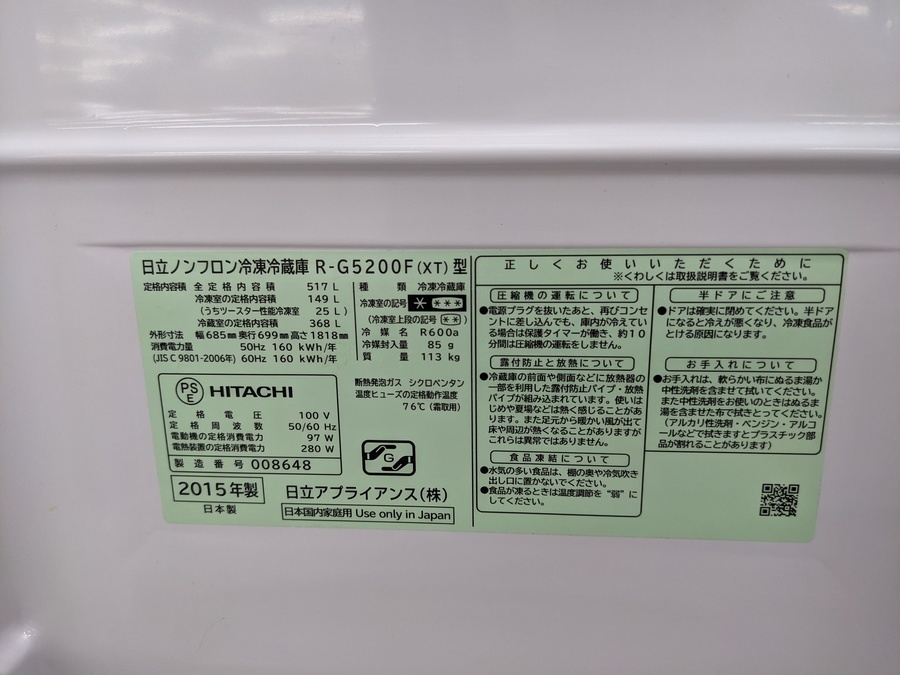 日立ノンフロン冷凍冷蔵庫 R-G5200F(XT) 型
定格内容積 全定格内容積 517 L
冷凍室の定格内容積 149 L
(うちツースター性能冷凍室 25 L)
冷蔵室の定格内容積 368 L
外形寸法 幅685㎜ 奥行699㎜ 高さ1818㎜
消費電力量 50Hz 160 kWh/年
(JIS C 9801-2006年) 60Hz 160 kWh/年
種類 冷凍冷蔵庫
冷凍室の記号 * ***
(冷凍室上段の記号 **)
冷媒名 R600a
冷媒封入量 85 g
質量 113 kg
PSE HITACHI
定格電圧 100 V
定格周波数 50/60 Hz
電動機の定格消費電力 97 W
電熱装置の定格消費電力 280 W
製造番号 008648
断熱発泡ガス シクロペンタン
温度ヒューズの定格動作温度
76℃(霜取用)
G
2015年製
日本製
日立アプライアンス(株)
日本国内家庭用 Use only in Japan
正しくお使いいただくために
※くわしくは取扱説明書をご覧ください。
圧縮機の運転について
●電源プラグを抜いたあと、再びコンセ
ントに差し込んでも、庫内が冷えてい
る場合は保護タイマーが働き、約10
分間は圧縮機の運転をしません。
露付防止と放熱について
●冷蔵庫の前面や側面などに放熱器の
一部を利用した露付防止パイプ・放熱
パイプが組み込まれています。使いは
じめや夏場などは熱く感じることがあ
ります。また足元から暖かい風が出て
床や周辺が熱くなることがありますが
これらは異常ではありません。
食品凍結について
●水気の多い食品は、棚の奥や冷気吹き
出し口に置かないでください。
●食品が凍るときは温度調節を“弱”に
してください。
半ドアにご注意
●ドアは確実に閉めてください。半ドア
になると冷えが悪くなり、冷凍食品が
とける原因になります。
お手入れについて
●お手入れは、軟らかい布にぬるま湯か
中性洗剤を含ませて拭いてください。
また中性洗剤をお使いのときはぬるま
湯を含ませた布で拭きとってください。
(アルカリ性洗剤・ベンジン・アルコ
ールなどで拭きますとプラスチック部
品が割れることがあります)